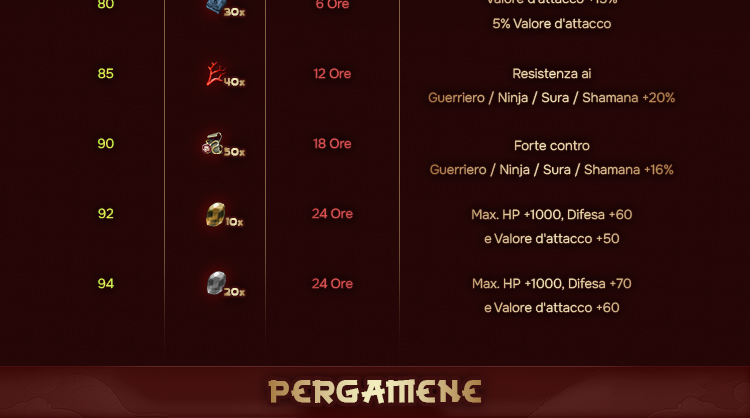 80
30x
6 Ore
Valore d'attacco +15%
5% Valore d'attacco
85
40x
12 Ore
Resistenza ai
Guerriero / Ninja / Sura / Shamana +20%
90
50x
18 Ore
Forte contro
Guerriero / Ninja / Sura / Shamana +16%
92
10x
24 Ore
Max. HP +1000, Difesa +60
e Valore d'attacco +50
94
20x
24 Ore
Max. HP +1000, Difesa +70
e Valore d'attacco +60
PERGAMENE